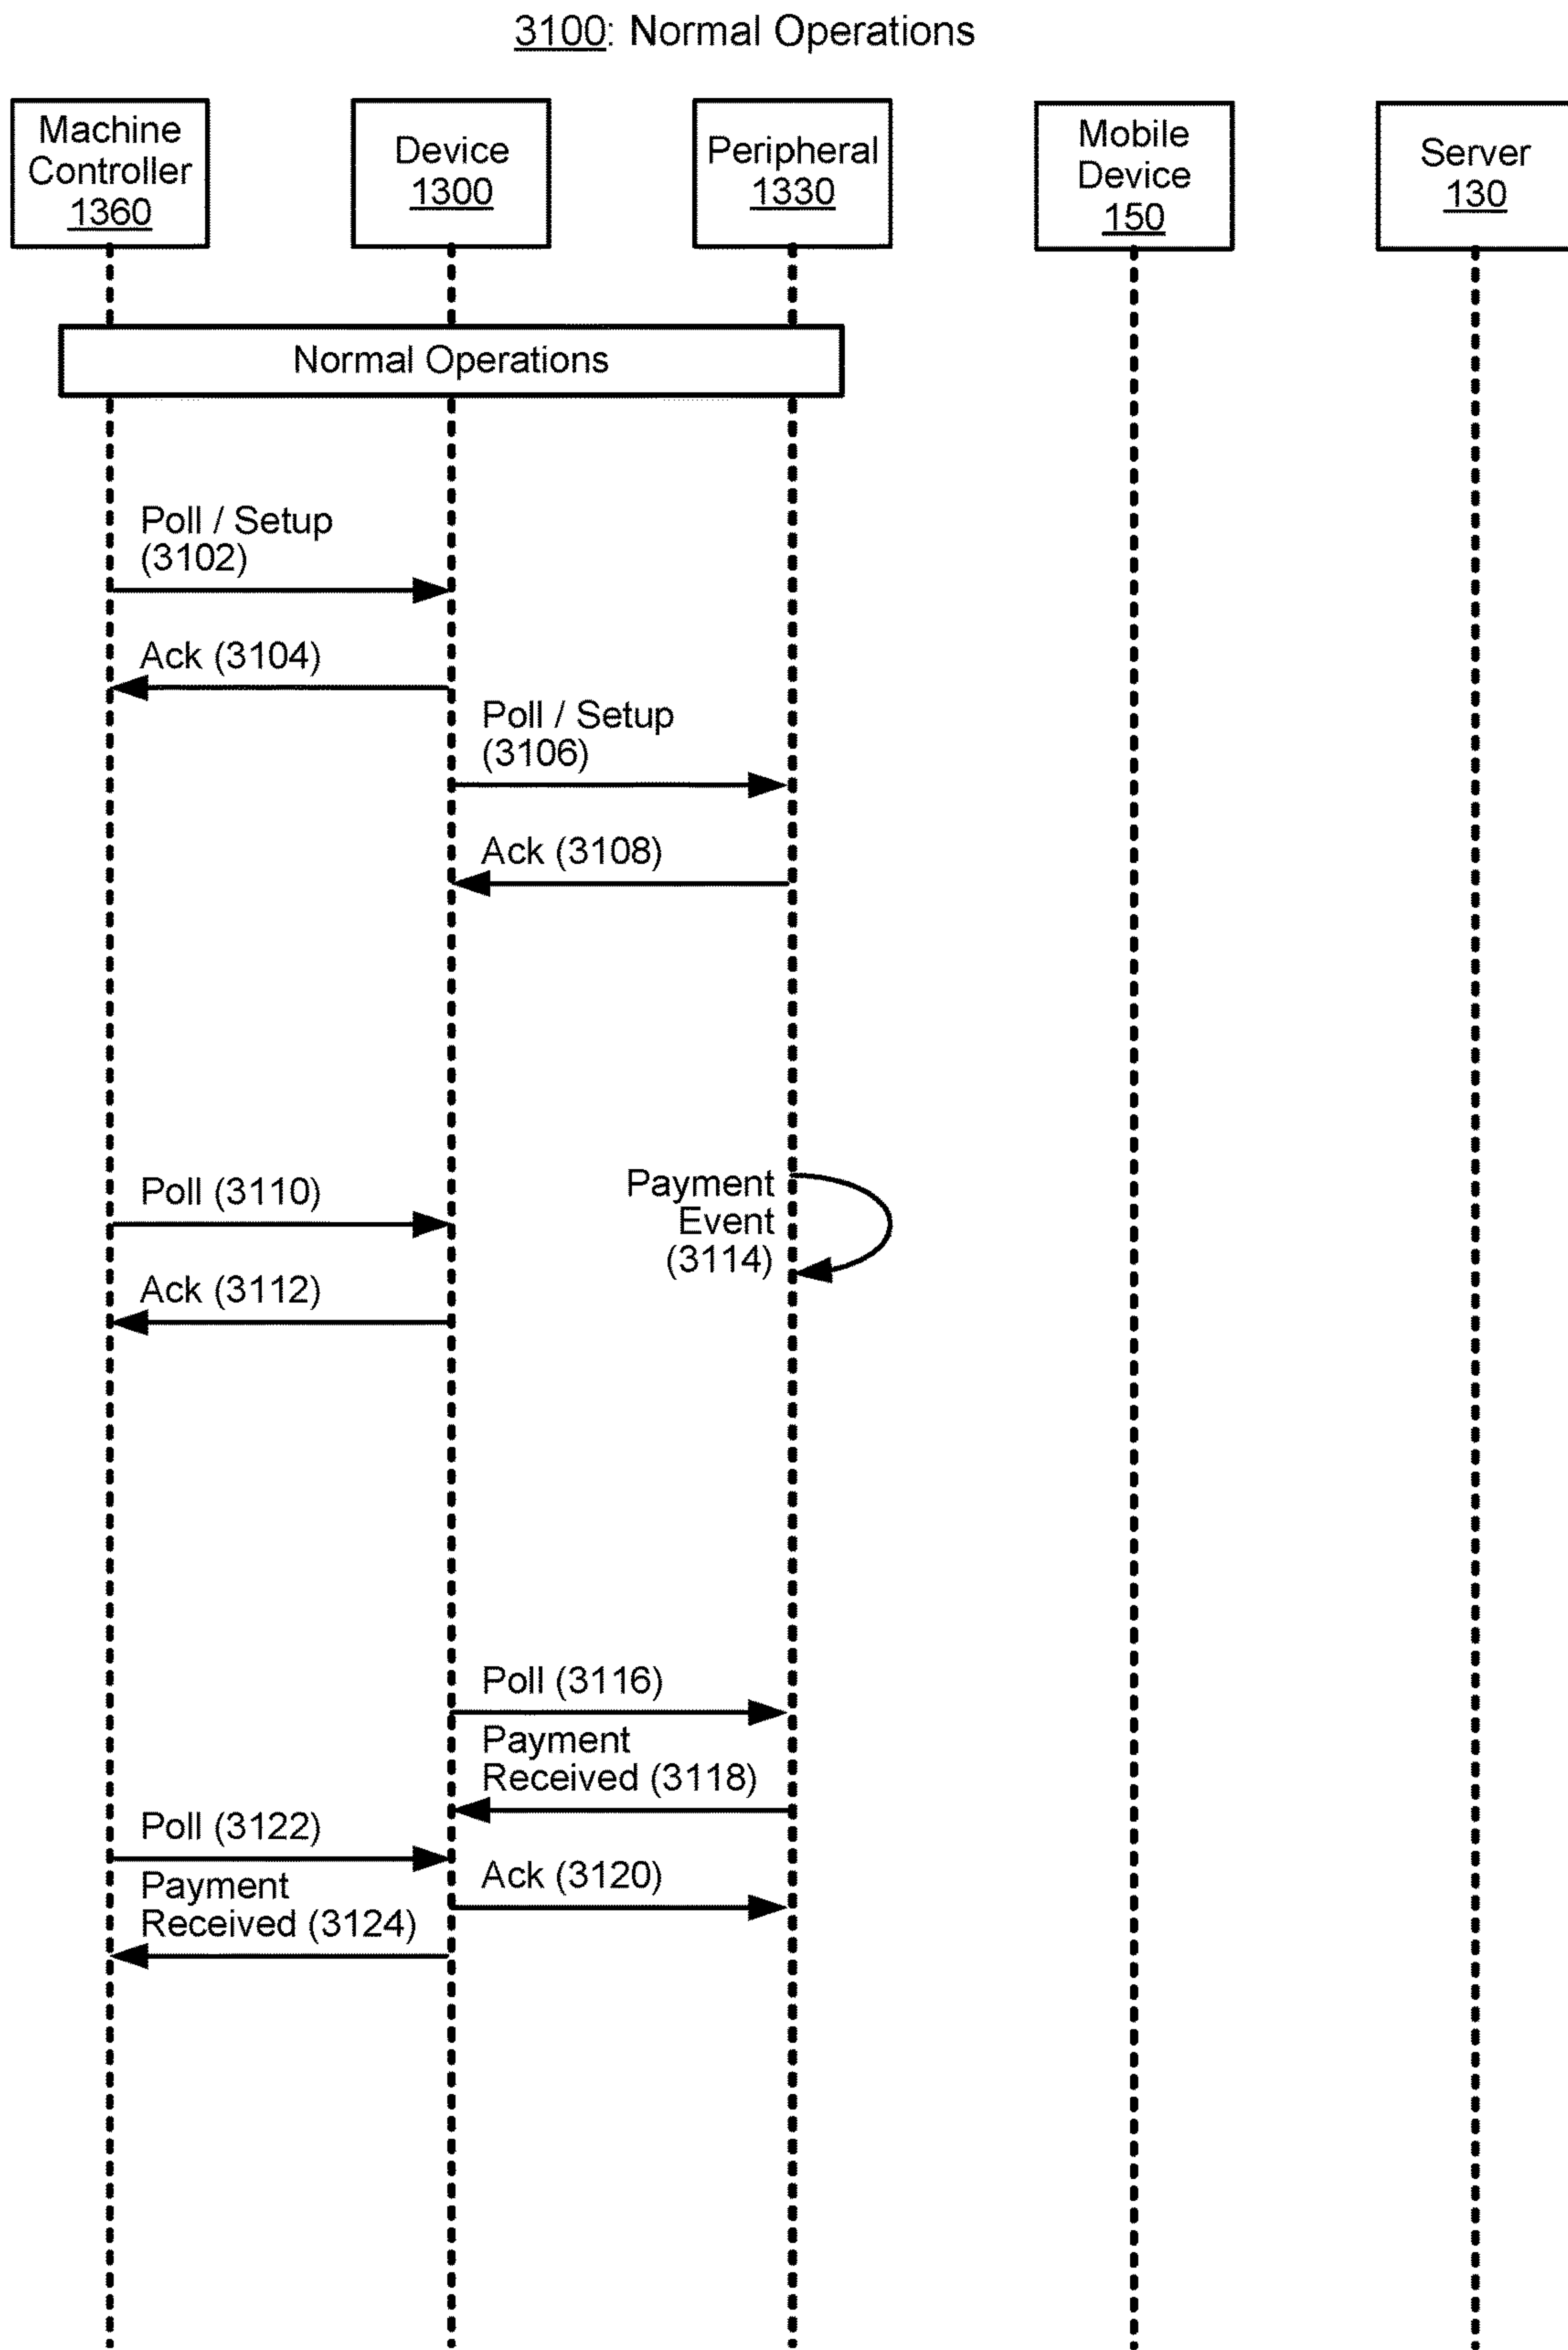 3100: Normal Operations
Machine
Controller
1360
Device
1300
Peripheral
1330
Mobile
Device
150
Server
130
Normal Operations
Poll / Setup
(3102)
Ack (3104)
Poll / Setup
(3106)
Ack (3108)
Poll (3110)
Payment
Event
(3114)
Ack (3112)
Poll (3116)
Payment
Received (3118)
Poll (3122)
Ack (3120)
Payment
Received (3124)